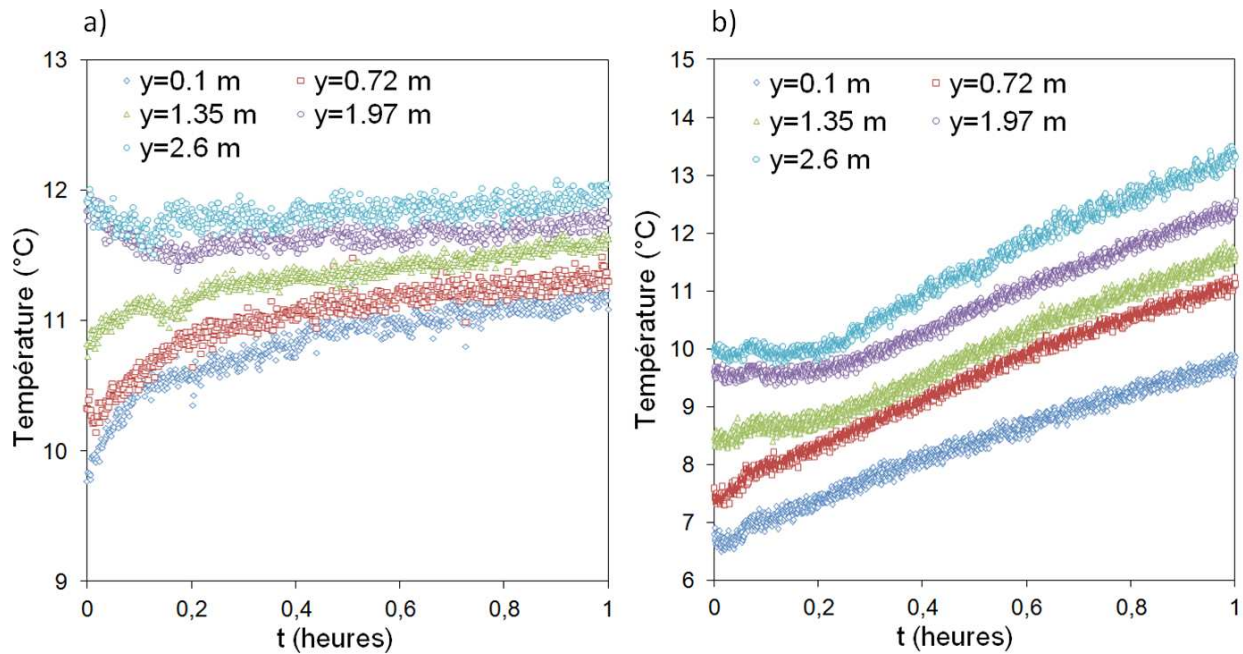 a)
13
12
11
10
9
y=0.1 m
y=0.72 m
y=1.35 m
y=1.97 m
y=2.6 m
Température (°C)
0
0,2
0,4
0,6
0,8
1
t (heures)
b)
15
14
13
12
11
10
9
8
7
6
y=0.1 m
y=0.72 m
y=1.35 m
y=1.97 m
y=2.6 m
Température (°C)
0
0,2
0,4
0,6
0,8
1
t (heures)